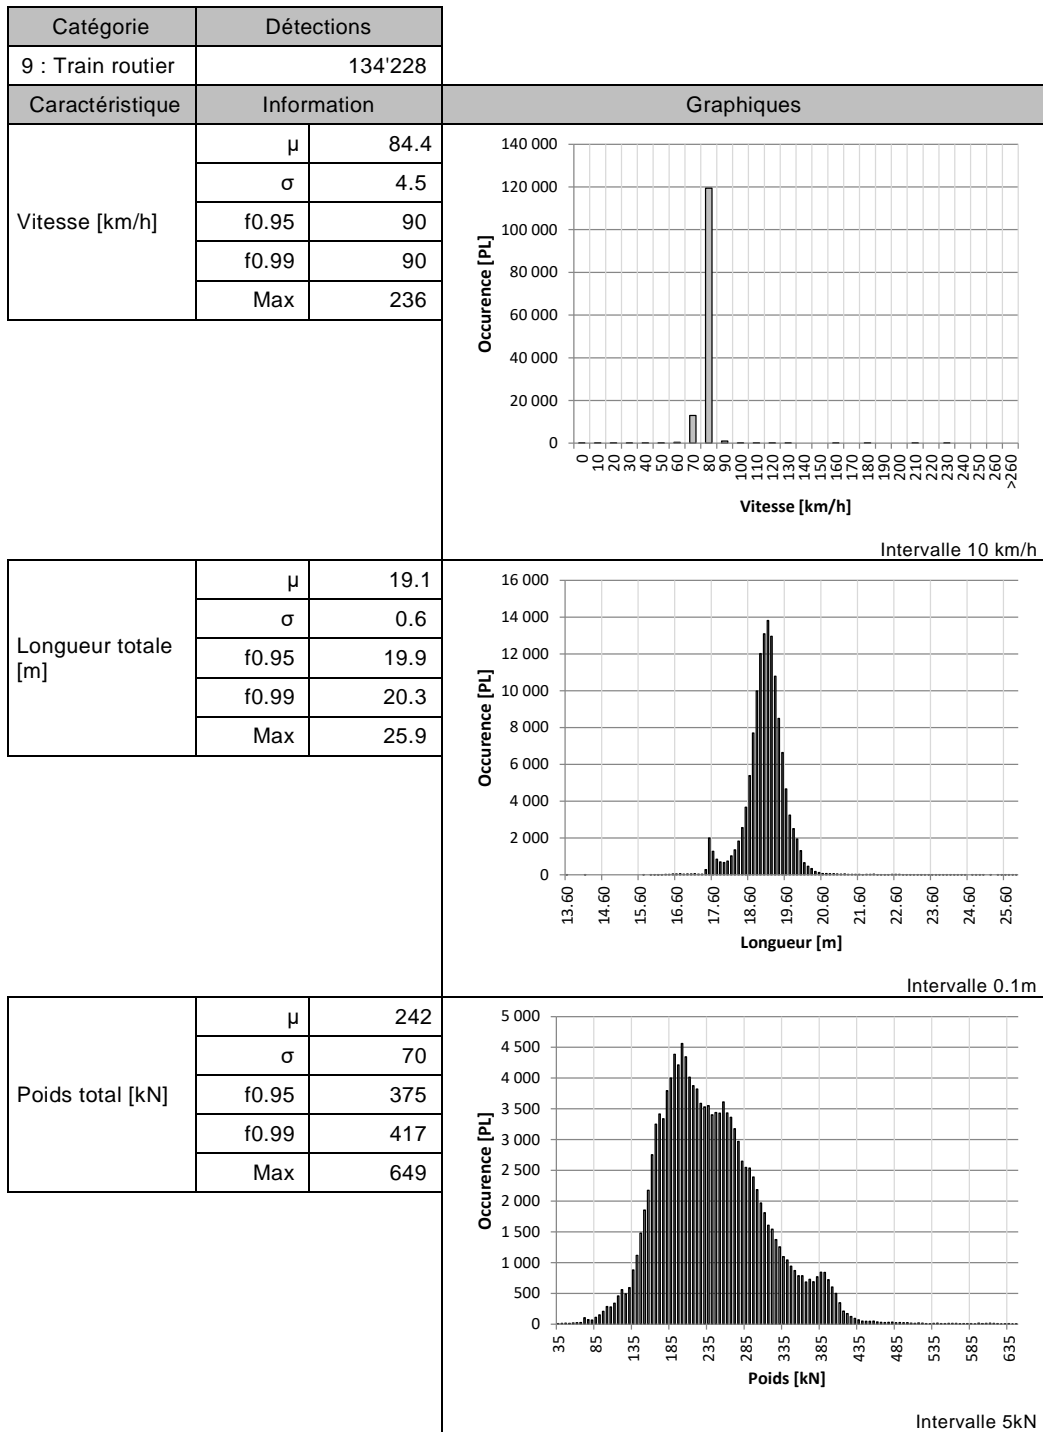 Catégorie Détections
9 : Train routier 134'228
Caractéristique Information Graphiques
Vitesse [km/h]
µ 84.4
σ 4.5
f0.95 90
f0.99 90
Max 236
140 000
120 000
100 000
80 000
60 000
40 000
20 000
0
Occurence [PL]
0 10 20 30 40 50 60 70 80 90 100 110 120 130 140 150 160 170 180 190 200 210 220 230 240 250 260 >260
Vitesse [km/h]
Intervalle 10 km/h
Longueur totale
[m]
µ 19.1
σ 0.6
f0.95 19.9
f0.99 20.3
Max 25.9
16 000
14 000
12 000
10 000
8 000
6 000
4 000
2 000
0
Occurence [PL]
13.60 14.60 15.60 16.60 17.60 18.60 19.60 20.60 21.60 22.60 23.60 24.60 25.60
Longueur [m]
Intervalle 0.1m
Poids total [kN]
µ 242
σ 70
f0.95 375
f0.99 417
Max 649
5 000
4 500
4 000
3 500
3 000
2 500
2 000
1 500
1 000
500
0
Occurence [PL]
35 85 135 185 235 285 335 385 435 485 535 585 635
Poids [kN]
Intervalle 5kN